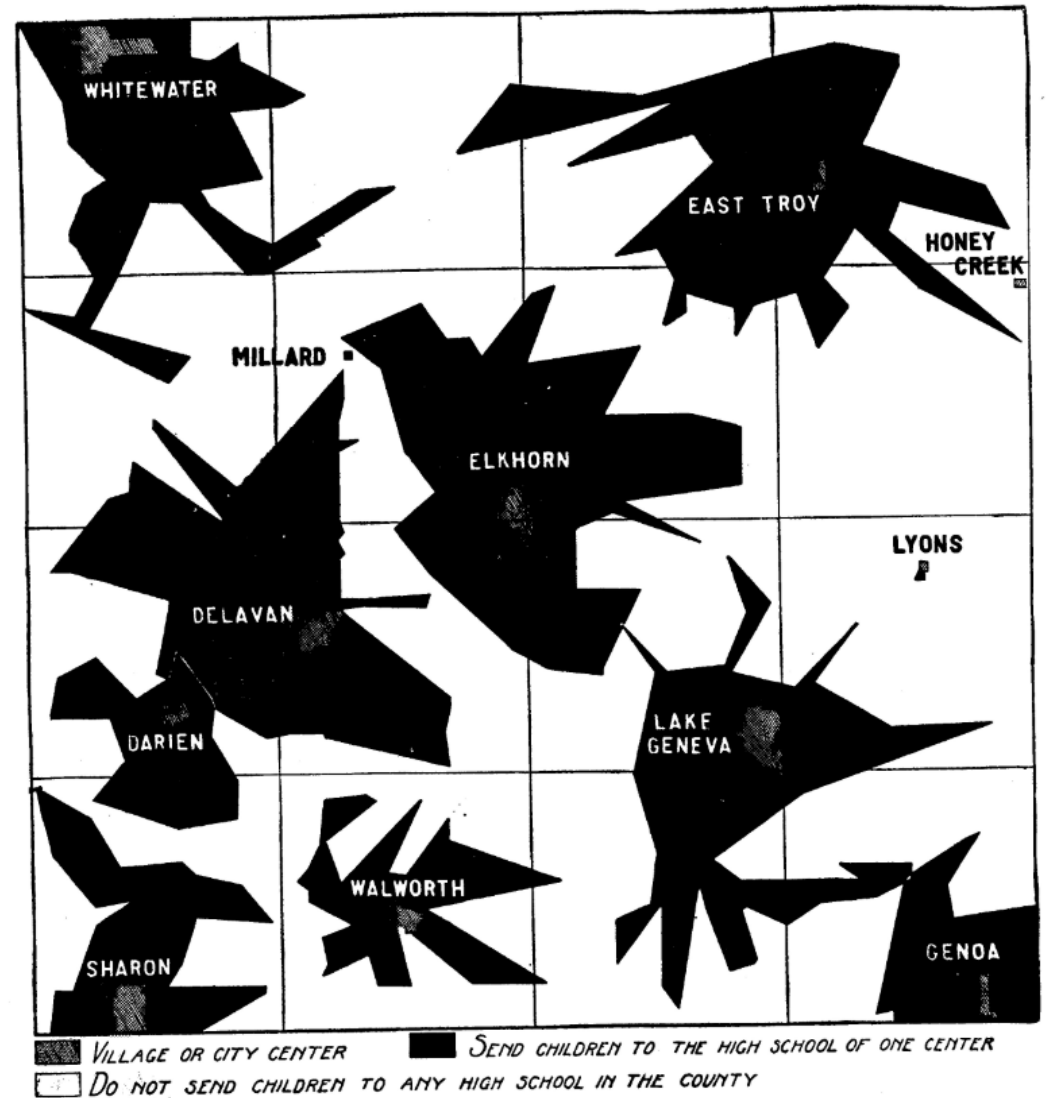 WHITEWATER
EAST TROY
HONEY
CREEK
MILLARD
ELKHORN
LYONS
DELAVAN
LAKE
GENEVA
DARIEN
WALWORTH
SHARON
GENOA
VILLAGE OR CITY CENTER
SEND CHILDREN TO THE HIGH SCHOOL OF ONE CENTER
DO NOT SEND CHILDREN TO ANY HIGH SCHOOL IN THE COUNTY